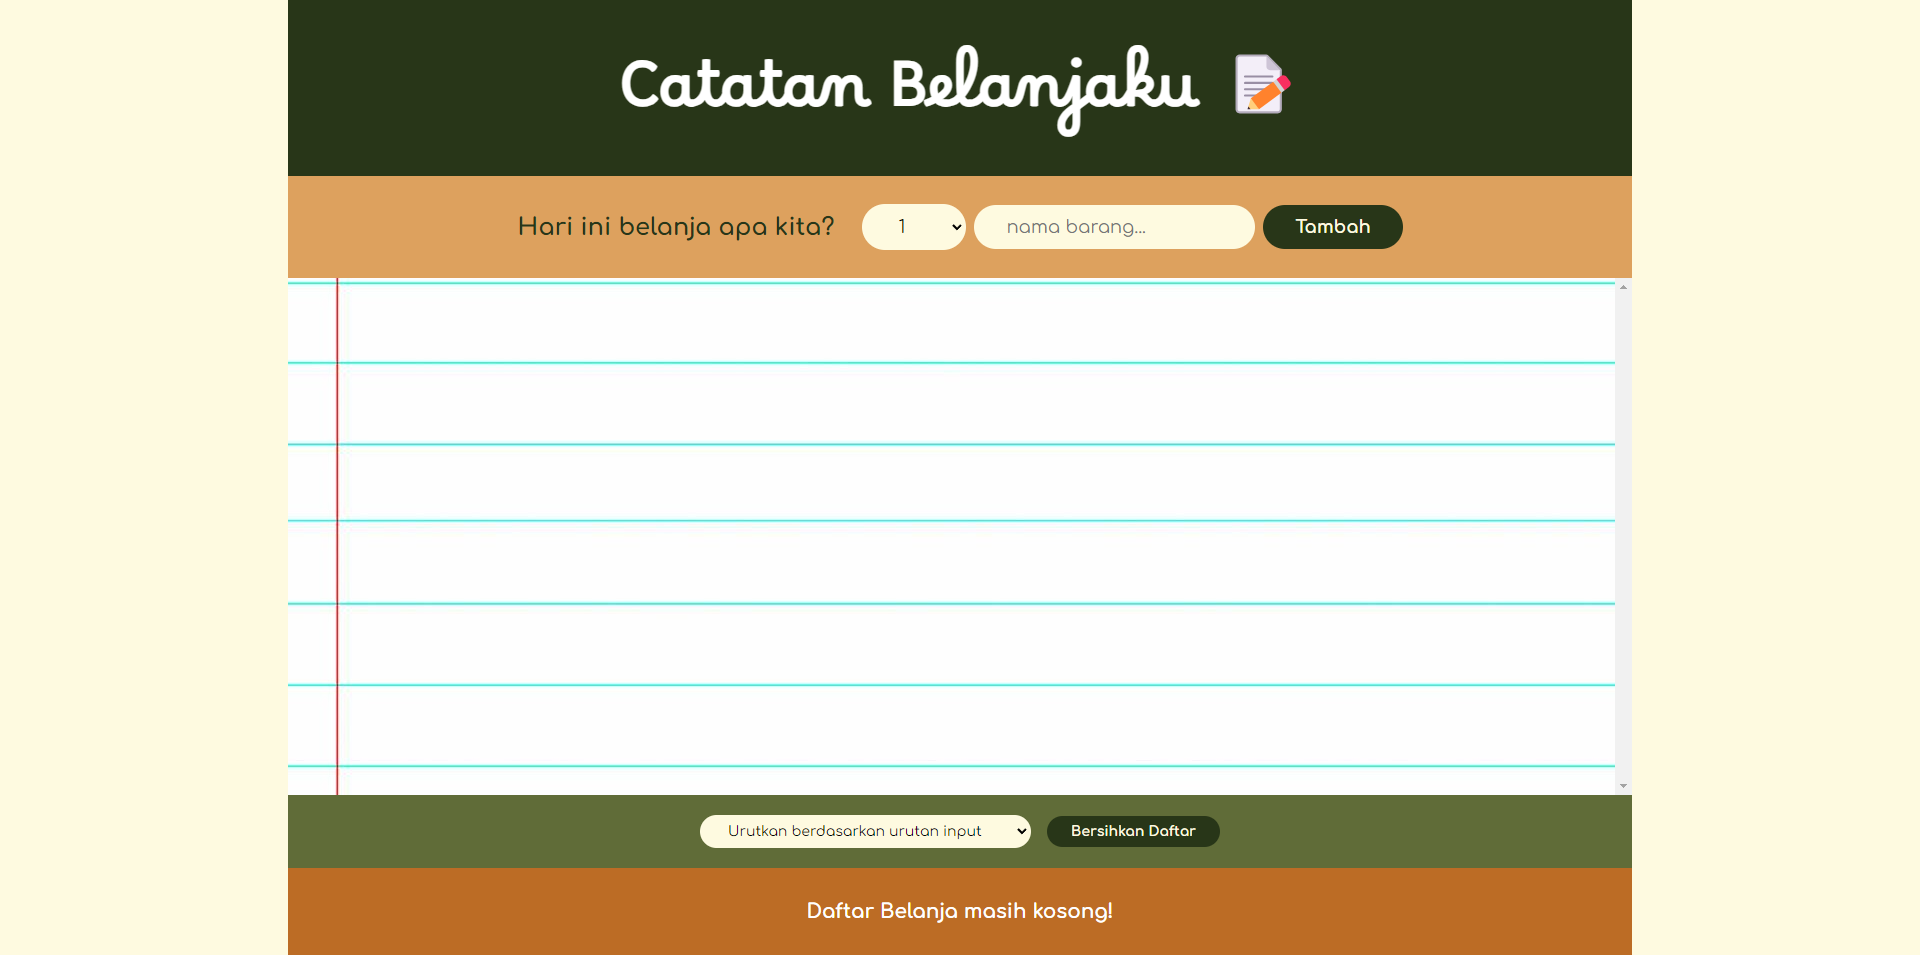 Catatan Belanjaku 📝
Hari ini belanja apa kita? 1 nama barang... Tambah
Urutkan berdasarkan urutan input Bersihkan Daftar
Daftar Belanja masih kosong!